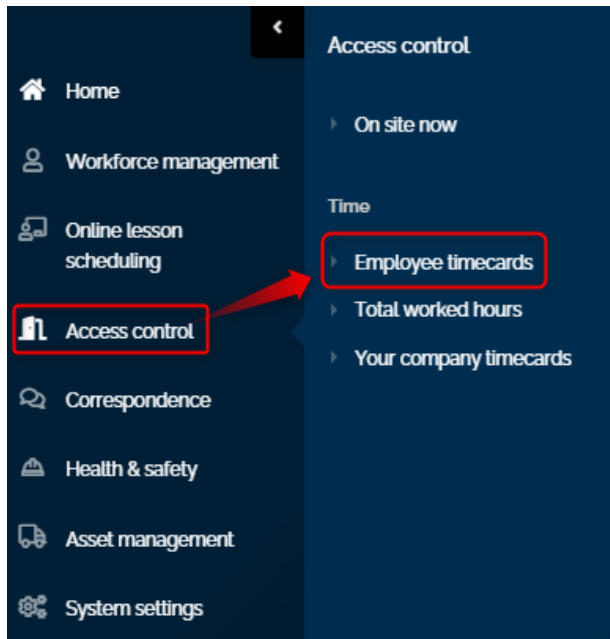 Home
Workforce management
Online lesson
scheduling
Access control
Correspondence
Health & safety
Asset management
System settings
Access control
On site now
Time
Employee timecards
Total worked hours
Your company timecards